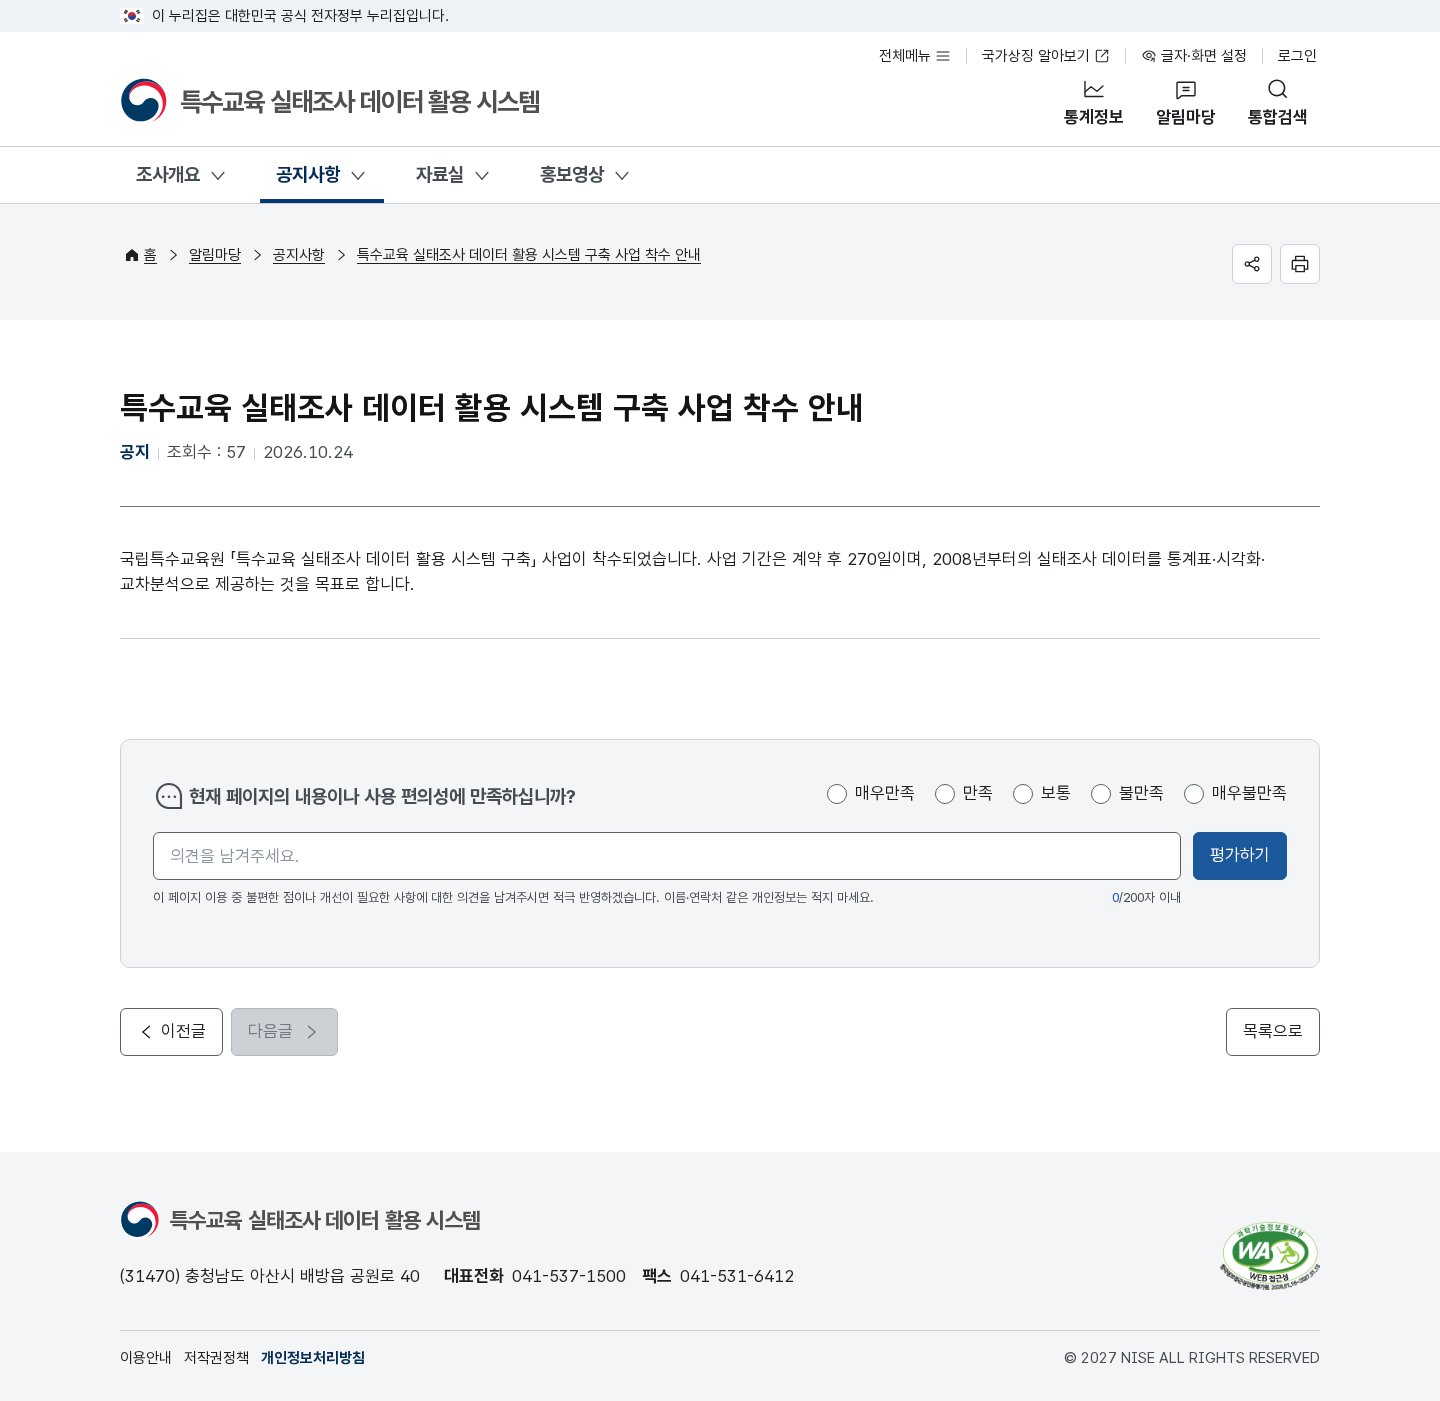 이 누리집은 대한민국 공식 전자정부 누리집입니다.
전체메뉴
국가상징 알아보기
글자·화면 설정
로그인
특수교육 실태조사 데이터 활용 시스템
통계정보
알림마당
통합검색
조사개요
공지사항
자료실
홍보영상
홈
알림마당
공지사항
특수교육 실태조사 데이터 활용 시스템 구축 사업 착수 안내
특수교육 실태조사 데이터 활용 시스템 구축 사업 착수 안내
공지 조회수 : 57 2026.10.24
국립특수교육원 「특수교육 실태조사 데이터 활용 시스템 구축」 사업이 착수되었습니다. 사업 기간은 계약 후 270일이며, 2008년부터의 실태조사 데이터를 통계표·시각화·
교차분석으로 제공하는 것을 목표로 합니다.
현재 페이지의 내용이나 사용 편의성에 만족하십니까?
매우만족
만족
보통
불만족
매우불만족
의견을 남겨주세요.
평가하기
이 페이지 이용 중 불편한 점이나 개선이 필요한 사항에 대한 의견을 남겨주시면 적극 반영하겠습니다. 이름·연락처 같은 개인정보는 적지 마세요.
0/200자 이내
이전글
다음글
목록으로
특수교육 실태조사 데이터 활용 시스템
과학기술정보통신부
WA
WEB 접근성
(31470) 충청남도 아산시 배방읍 공원로 40 대표전화 041-537-1500 팩스 041-531-6412
이용안내 저작권정책 개인정보처리방침
© 2027 NISE ALL RIGHTS RESERVED